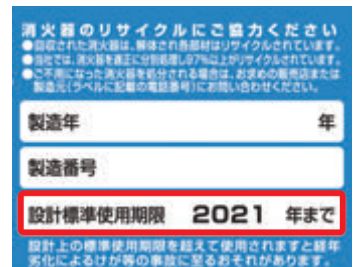 消火器のリサイクルにご協力ください
●回収された消火器は、解体され各部材はリサイクルされています。
●当社では、消火器を適正に分別処理し97%以上がリサイクルされています。
●ご不用になった消火器を処分される場合は、お求めの販売店または
製造元(ラベルに記載の電話番号)にお問い合わせください。
製造年 年
製造番号
設計標準使用期限 2021 年まで
設計上の標準使用期限を超えて使用されますと経年
劣化によるけが等の事故に至るおそれがあります。